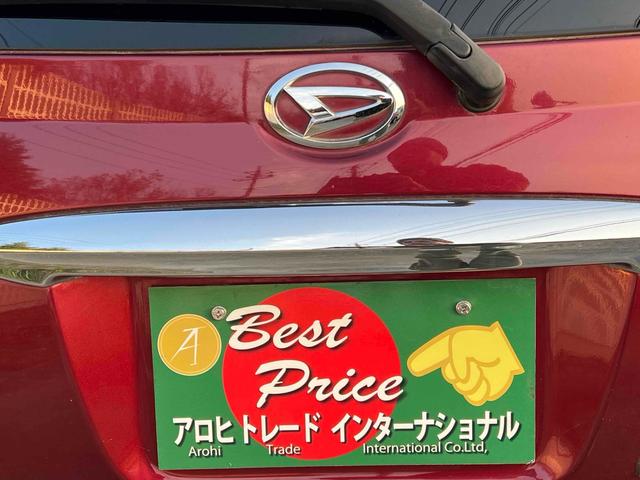 Best
Price
アロヒ トレード インターナショナル
Arohi Trade International Co.Ltd,